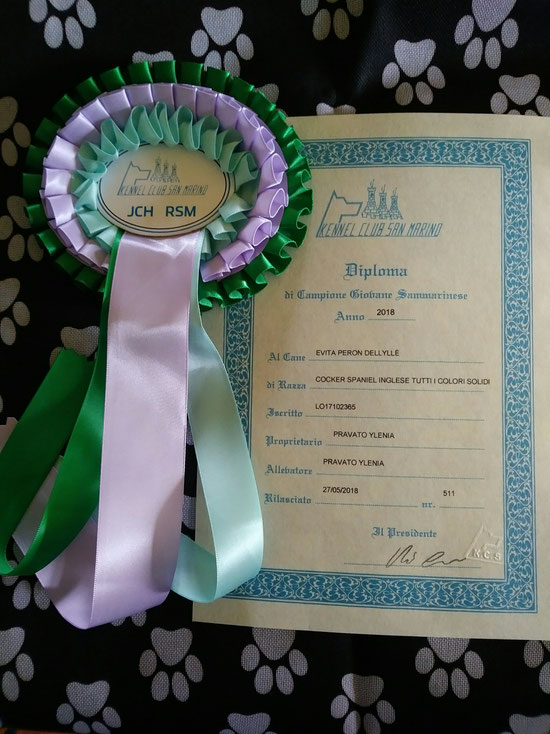 KENNEL CLUB SAN MARINO
JCH RSM
KENNEL CLUB SAN MARINO
Diploma
di Campione Giovane Sammarinese
Anno 2018
Al Cane EVITA PERON DELLYLLÈ
di Razza COCKER SPANIEL INGLESE TUTTI I COLORI SOLIDI
Iscritto LO17102365
Proprietario PRAVATO YLENIA
Allevatore PRAVATO YLENIA
Rilasciato 27/05/2018 nr. 511
Il Presidente
K.C.S